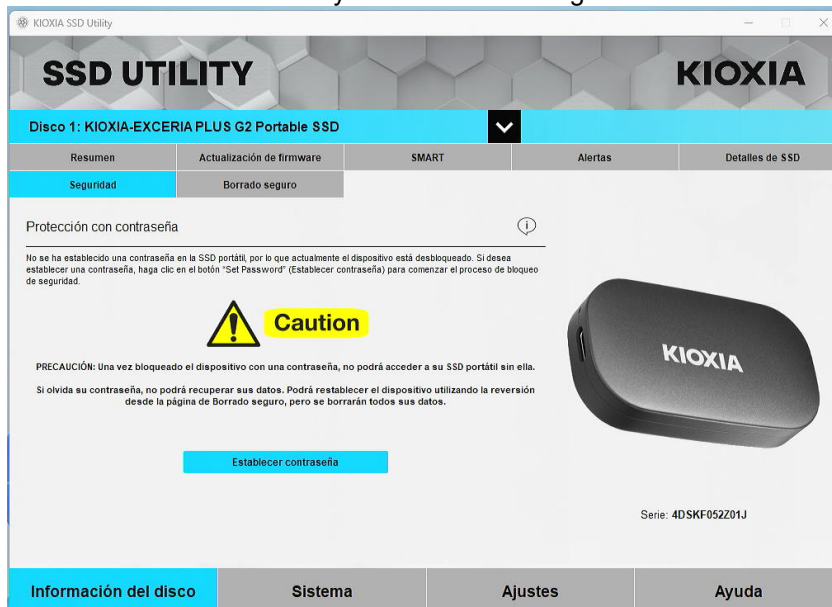 KIOXIA SSD Utility
SSD UTILITY
KIOXIA
Disco 1: KIOXIA-EXCERIA PLUS G2 Portable SSD
Resumen
Actualización de firmware
SMART
Alertas
Detalles de SSD
Seguridad
Borrado seguro
Protección con contraseña
No se ha establecido una contraseña en la SSD portátil, por lo que actualmente el dispositivo está desbloqueado. Si desea
establecer una contraseña, haga clic en el botón "Set Password" (Establecer contraseña) para comenzar el proceso de bloqueo
de seguridad.
Caution
PRECAUCIÓN: Una vez bloqueado el dispositivo con una contraseña, no podrá acceder a su SSD portátil sin ella.
Si olvida su contraseña, no podrá recuperar sus datos. Podrá restablecer el dispositivo utilizando la reversión
desde la página de Borrado seguro, pero se borrarán todos sus datos.
Establecer contraseña
KIOXIA
Serie: 4DSKF052Z01J
Información del disco
Sistema
Ajustes
Ayuda